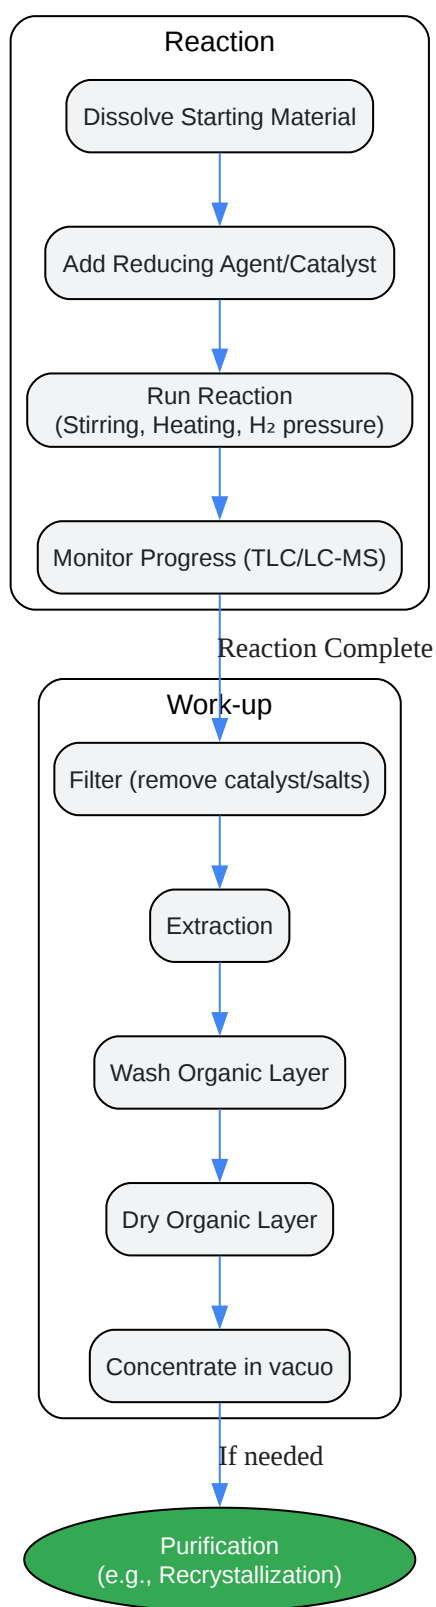 Reaction
Dissolve Starting Material
Add Reducing Agent/Catalyst
Run Reaction
(Stirring, Heating, H₂ pressure)
Monitor Progress (TLC/LC-MS)
Reaction Complete
Work-up
Filter (remove catalyst/salts)
Extraction
Wash Organic Layer
Dry Organic Layer
Concentrate in vacuo
If needed
Purification
(e.g., Recrystallization)